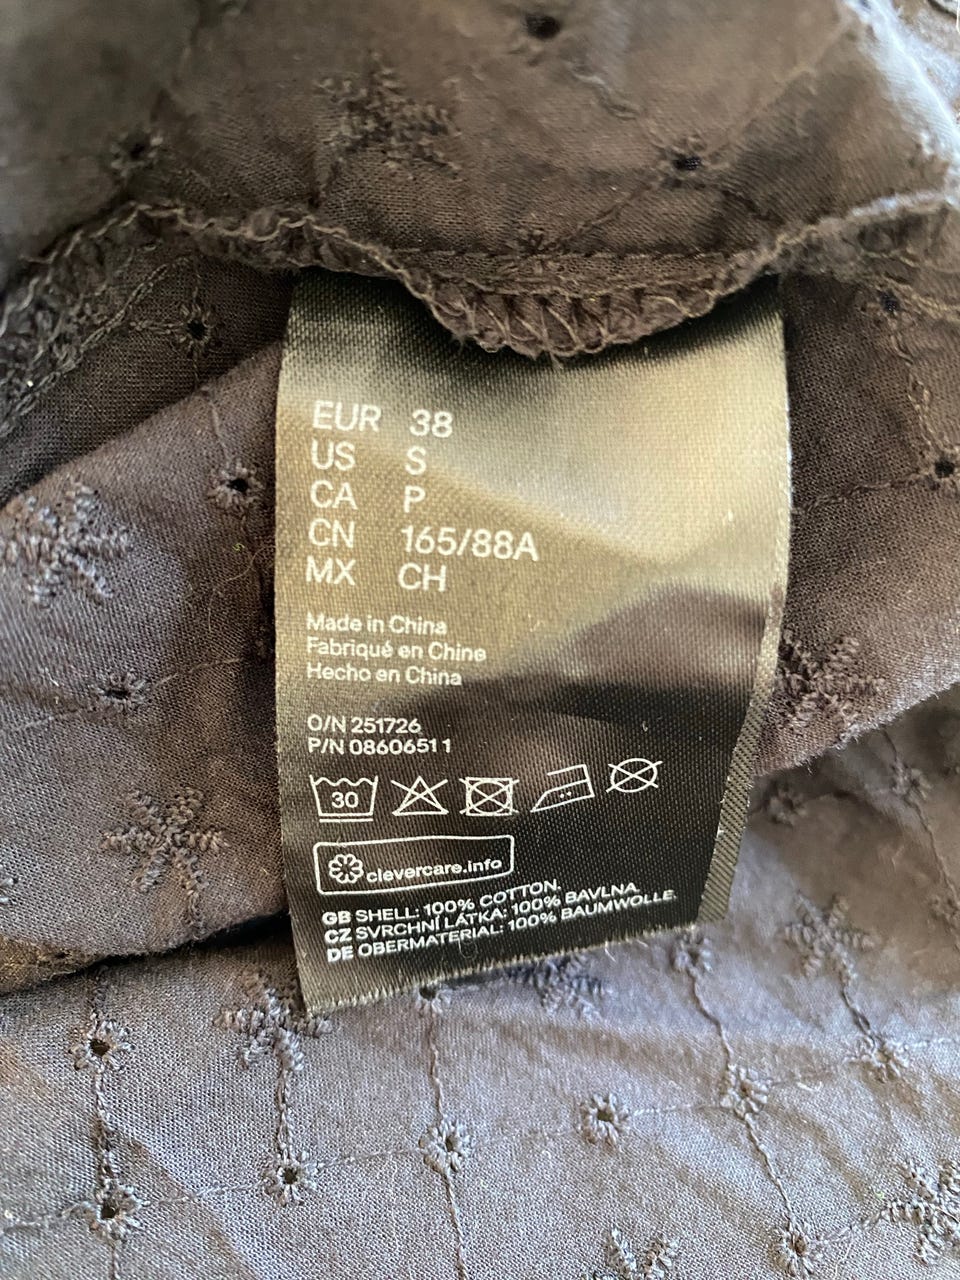 EUR 38
US S
CA P
CN 165/88A
MX CH
Made in China
Fabriqué en Chine
Hecho en China
O/N 251726
P/N 08606511
30
clevercare.info
GB SHELL: 100% COTTON.
CZ SVRCHNÍ LÁTKA: 100% BAVLNA.
DE OBERMATERIAL: 100% BAUMWOLLE.